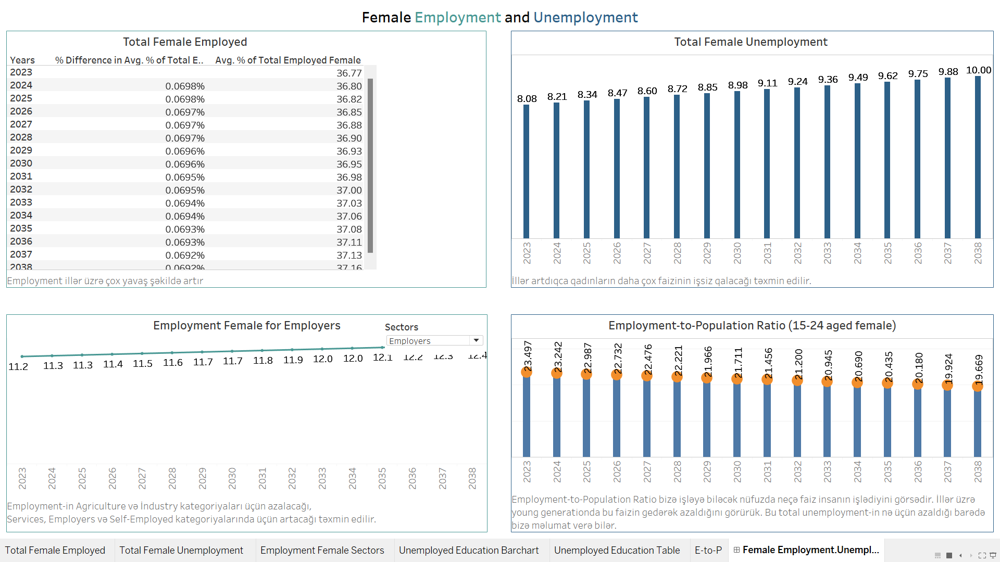 Female Employment and Unemployment
Total Female Employed
Years % Difference in Avg. % of Total E.. Avg. % of Total Employed Female
2023 36.77
2024 0.0698% 36.80
2025 0.0698% 36.82
2026 0.0697% 36.85
2027 0.0697% 36.88
2028 0.0697% 36.90
2029 0.0696% 36.93
2030 0.0696% 36.95
2031 0.0695% 36.98
2032 0.0695% 37.00
2033 0.0694% 37.03
2034 0.0694% 37.06
2035 0.0693% 37.08
2036 0.0693% 37.11
2037 0.0692% 37.13
2038 0.0692% 37.16
Employment illər üzrə çox yavaş şəkildə artır
Total Female Unemployment
8.08 8.21 8.34 8.47 8.60 8.72 8.85 8.98 9.11 9.24 9.36 9.49 9.62 9.75 9.88 10.00
2023 2024 2025 2026 2027 2028 2029 2030 2031 2032 2033 2034 2035 2036 2037 2038
İllər artdıqca qadınların daha çox faizinin işsiz qalacağı təxmin edilir.
Employment Female for Employers
Sectors
Employers
11.2 11.3 11.3 11.4 11.5 11.6 11.7 11.7 11.8 11.9 12.0 12.0 12.1 12.2 12.3 12.4
2023 2024 2025 2026 2027 2028 2029 2030 2031 2032 2033 2034 2035 2036 2037 2038
Employment-in Agriculture və İndustry kategoriyaları üçün azalacağı,
Services, Employers və Self-Employed kategoriyalarında üçün artacağı təxmin edilir.
Employment-to-Population Ratio (15-24 aged female)
23.497 23.242 22.987 22.732 22.476 22.221 21.966 21.711 21.456 21.200 20.945 20.690 20.435 20.180 19.924 19.669
2023 2024 2025 2026 2027 2028 2029 2030 2031 2032 2033 2034 2035 2036 2037 2038
Employment-to-Population Ratio bizə işləyə biləcək nüfuzda neçə faiz insanın işlədiyini görsədir. İllər üzrə
young generationda bu faizin gedərək azaldığını görürük. Bu total unemployment-in nə üçün azaldığı barədə
bizə məlumat verə bilər.
Total Female Employed Total Female Unemployment Employment Female Sectors Unemployed Education Barchart Unemployed Education Table E-to-P Female Employment.Unempl...